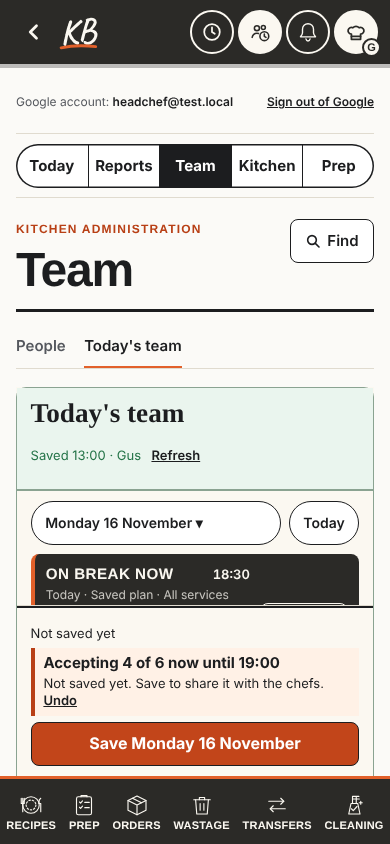 KB
G
Google account: headchef@test.local Sign out of Google
Today Reports Team Kitchen Prep
KITCHEN ADMINISTRATION
Find
Team
People Today's team
Today's team
Saved 13:00 · Gus Refresh
Monday 16 November ▾ Today
ON BREAK NOW 18:30
Today · Saved plan · All services
Not saved yet
Accepting 4 of 6 now until 19:00
Not saved yet. Save to share it with the chefs.
Undo
Save Monday 16 November
RECIPES PREP ORDERS WASTAGE TRANSFERS CLEANING